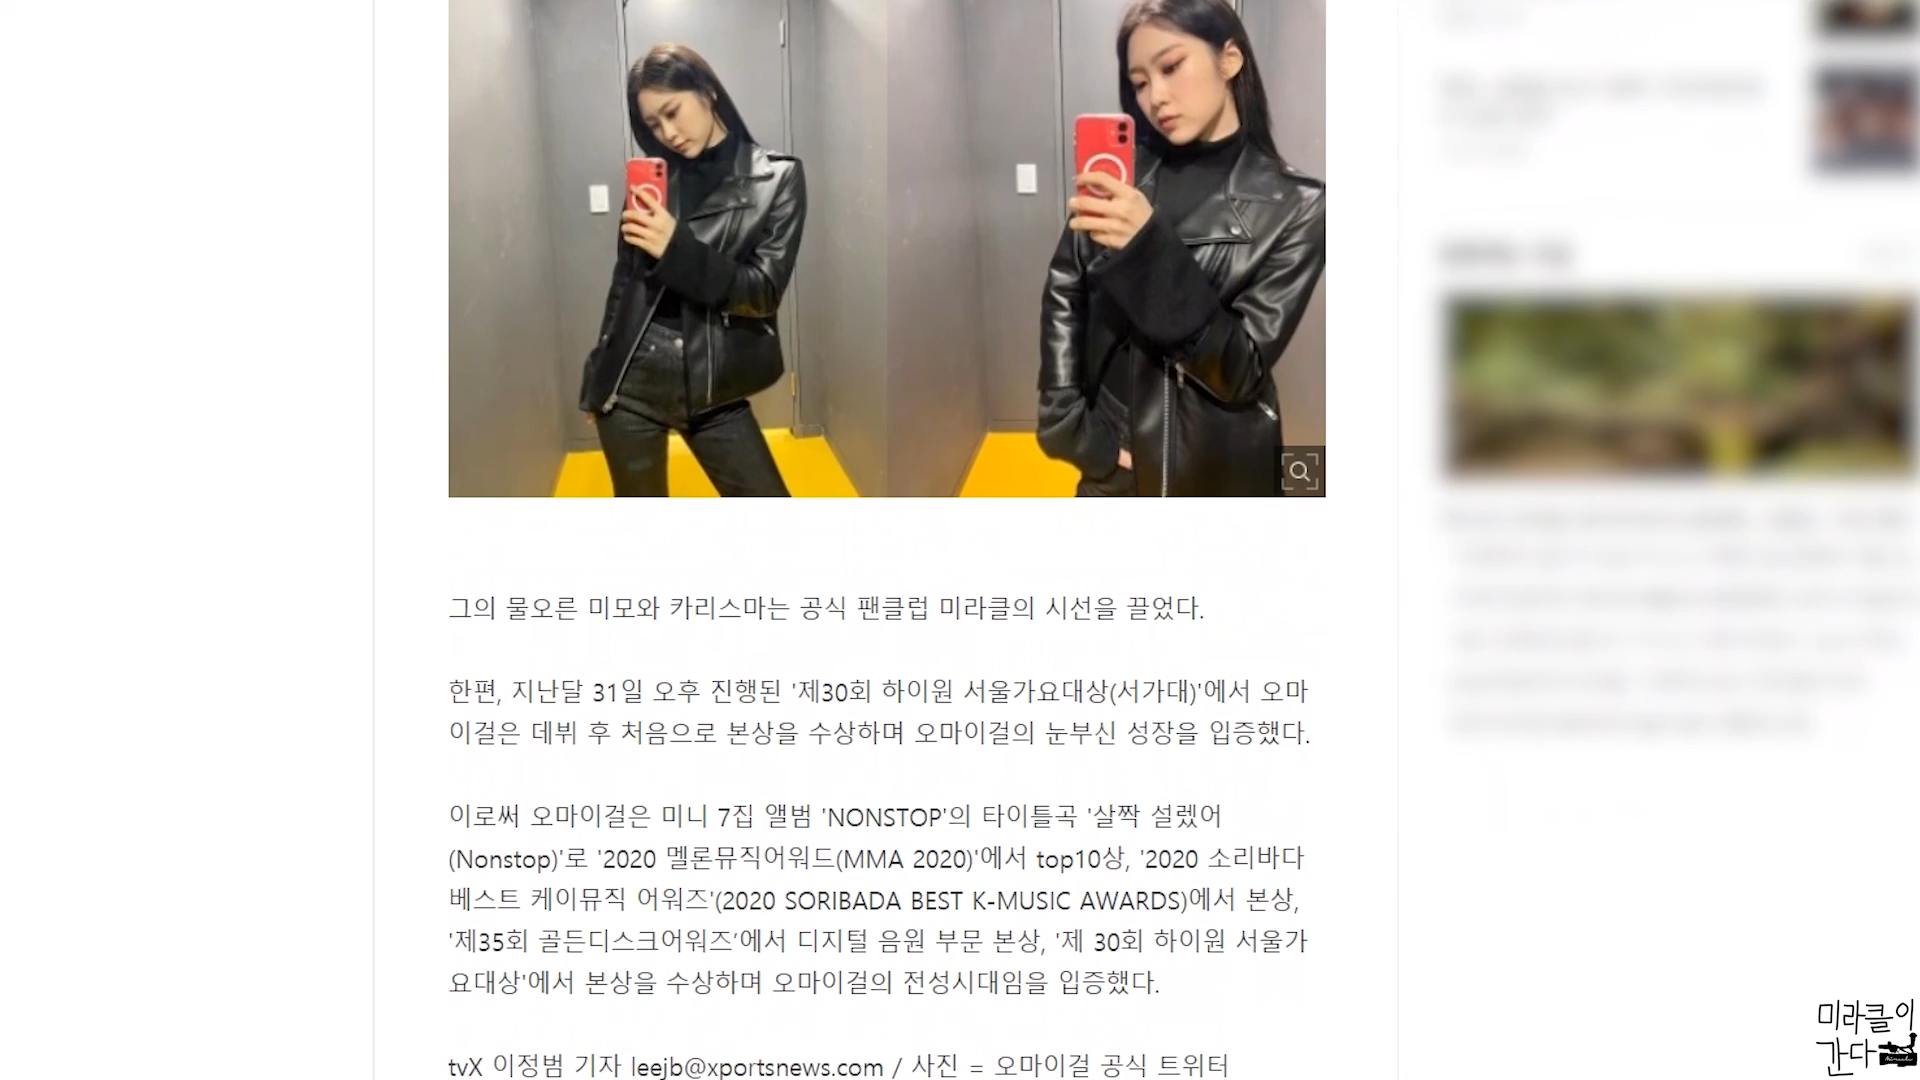 그의 물오른 미모와 카리스마는 공식 팬클럽 미라클의 시선을 끌었다.
한편, 지난달 31일 오후 진행된 '제30회 하이원 서울가요대상(서가대)'에서 오마
이걸은 데뷔 후 처음으로 본상을 수상하며 오마이걸의 눈부신 성장을 입증했다.
이로써 오마이걸은 미니 7집 앨범 'NONSTOP'의 타이틀곡 '살짝 설렜어
(Nonstop)'로 '2020 멜론뮤직어워드(MMA 2020)'에서 top10상, '2020 소리바다
베스트 케이뮤직 어워즈'(2020 SORIBADA BEST K-MUSIC AWARDS)에서 본상,
'제35회 골든디스크어워즈’에서 디지털 음원 부문 본상, '제 30회 하이원 서울가
요대상'에서 본상을 수상하며 오마이걸의 전성시대임을 입증했다.
tvX 이정범 기자 leejb@xportsnews.com / 사진 = 오마이걸 공식 트위터
미라클이
간다